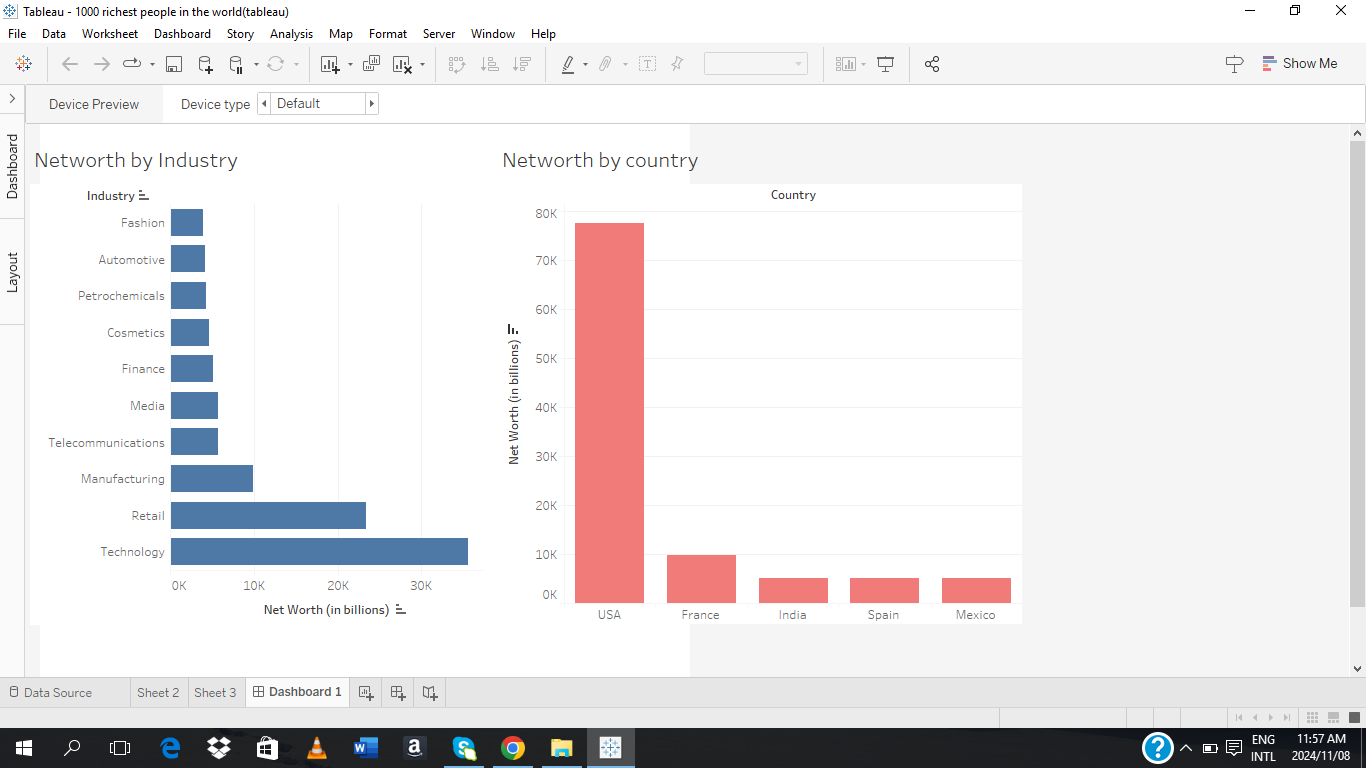 Tableau - 1000 richest people in the world(tableau)
File Data Worksheet Dashboard Story Analysis Map Format Server Window Help
Show Me
Device Preview Device type Default
Dashboard
Layout
Networth by Industry
Industry
Fashion
Automotive
Petrochemicals
Cosmetics
Finance
Media
Telecommunications
Manufacturing
Retail
Technology
0K 10K 20K 30K
Net Worth (in billions)
Networth by country
Country
Net Worth (in billions)
80K
70K
60K
50K
40K
30K
20K
10K
0K
USA France India Spain Mexico
Data Source Sheet 2 Sheet 3 Dashboard 1
ENG 11:57 AM
INTL 2024/11/08